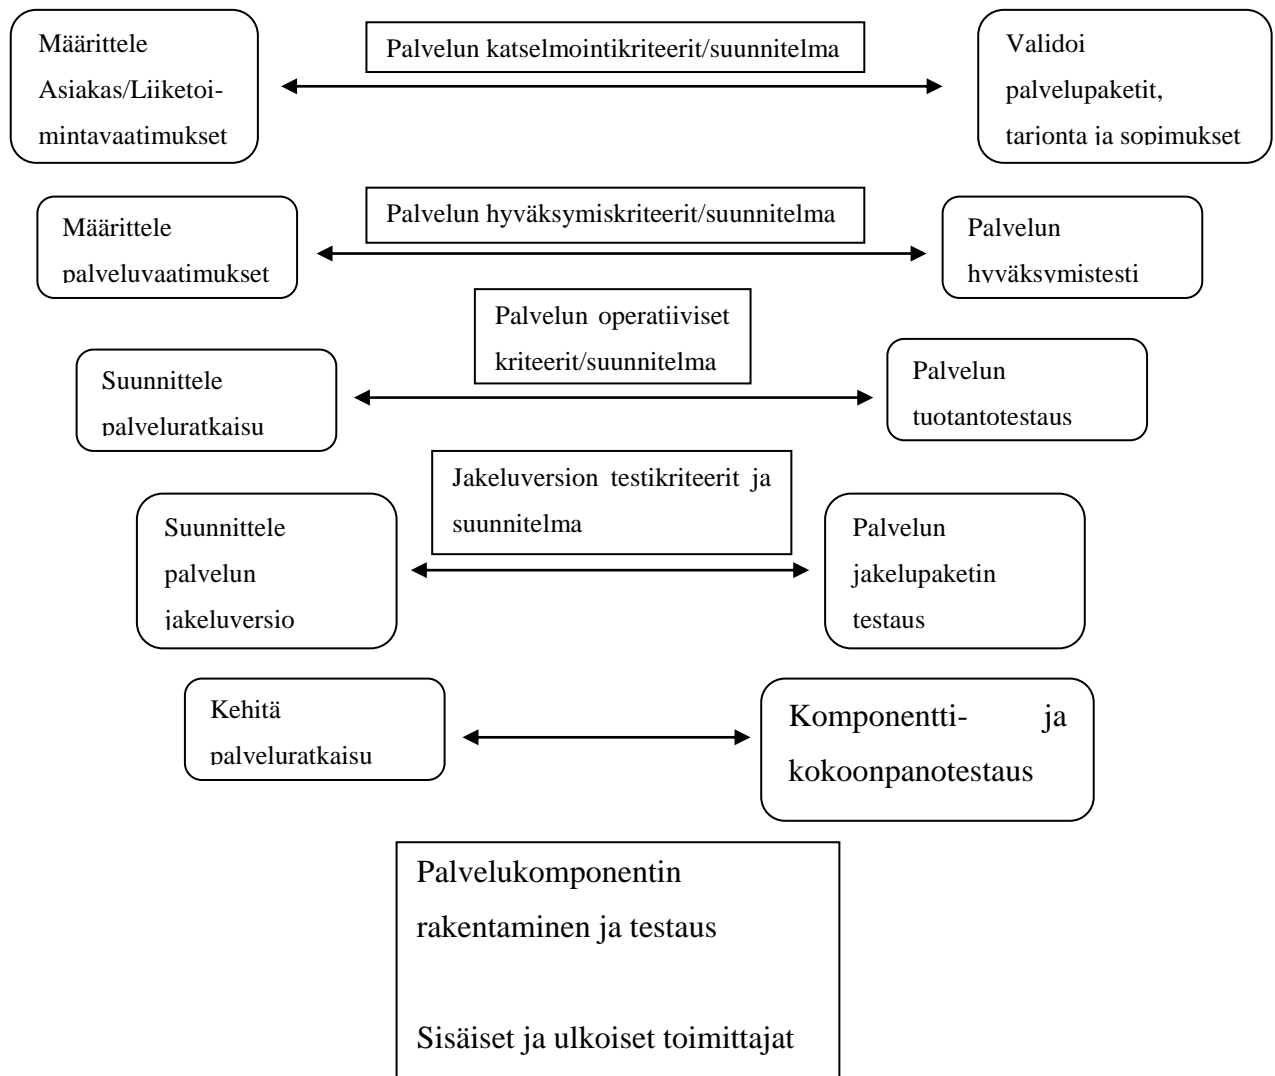 Määrittele
Asiakas/Liiketoi-
mintavaatimukset
Palvelun katselmointikriteerit/suunnitelma
Validoi
palvelupaketit,
tarjonta ja sopimukset
Määrittele
palveluvaatimukset
Palvelun hyväksymiskriteerit/suunnitelma
Palvelun
hyväksymistesti
Palvelun operatiiviset
kriteerit/suunnitelma
Suunnittele
palveluratkaisu
Palvelun
tuotantotestaus
Jakeluversion testikriteerit ja
suunnitelma
Suunnittele
palvelun
jakeluversio
Palvelun
jakelupaketin
testaus
Kehitä
palveluratkaisu
Komponentti- ja
kokoonpanotestaus
Palvelukomponentin
rakentaminen ja testaus
Sisäiset ja ulkoiset toimittajat